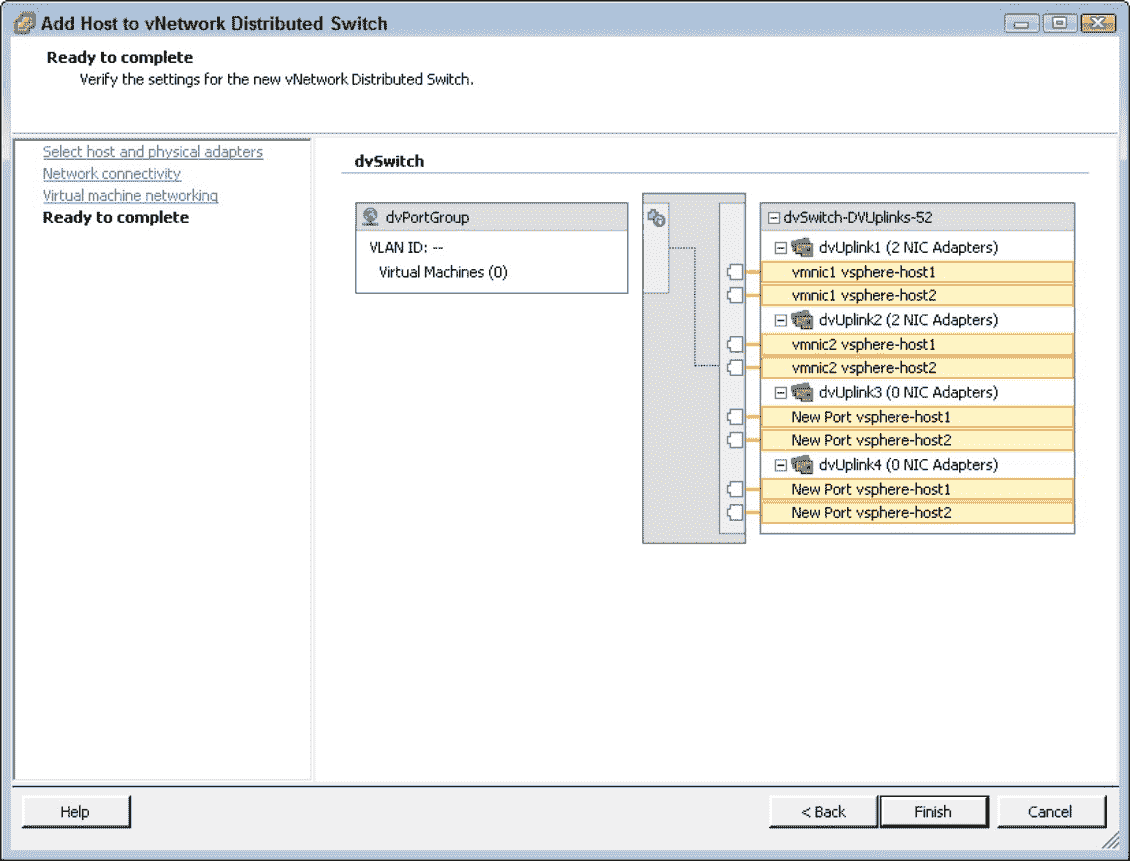 Add Host to vNetwork Distributed Switch
Ready to complete
Verify the settings for the new vNetwork Distributed Switch.
Select host and physical adapters
Network connectivity
Virtual machine networking
Ready to complete
dvSwitch
dvPortGroup
VLAN ID: --
Virtual Machines (0)
dvSwitch-DVUplinks-52
dvUplink1 (2 NIC Adapters)
vmnic1 vsphere-host1
vmnic1 vsphere-host2
dvUplink2 (2 NIC Adapters)
vmnic2 vsphere-host1
vmnic2 vsphere-host2
dvUplink3 (0 NIC Adapters)
New Port vsphere-host1
New Port vsphere-host2
dvUplink4 (0 NIC Adapters)
New Port vsphere-host1
New Port vsphere-host2
Help
< Back
Finish
Cancel